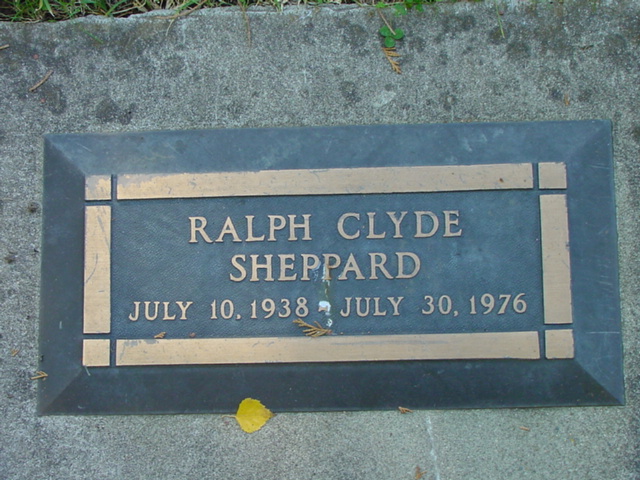 RALPH CLYDE
SHEPPARD
JULY 10, 1938 - JULY 30, 1976